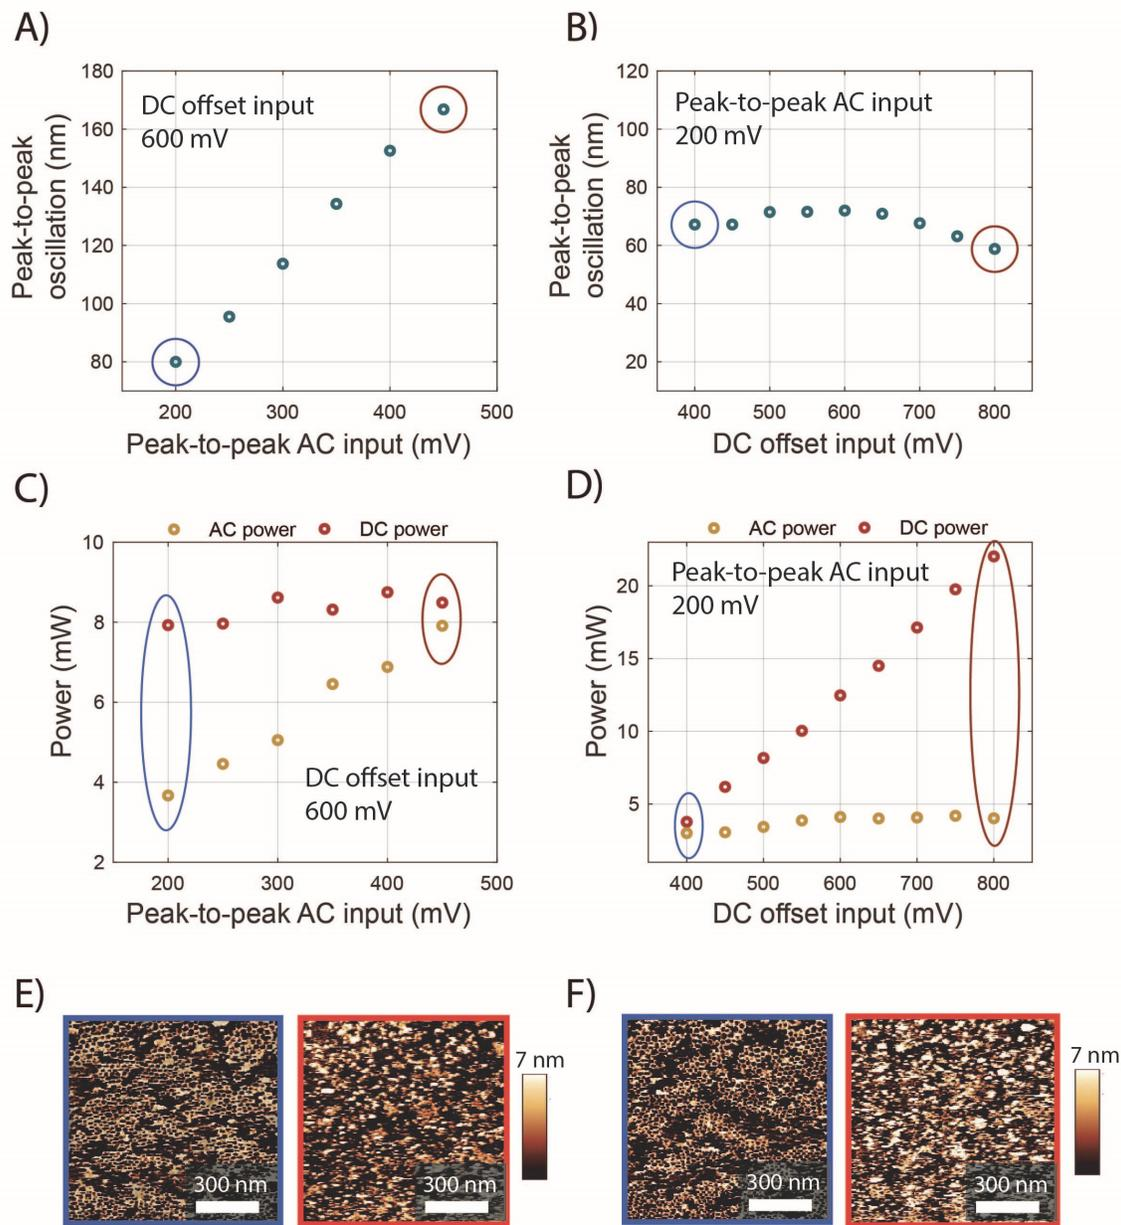 A)
180
160
140
120
100
80
Peak-to-peak
oscillation (nm)
DC offset input
600 mV
200
300
400
500
Peak-to-peak AC input (mV)
B)
120
100
80
60
40
20
Peak-to-peak
oscillation (nm)
Peak-to-peak AC input
200 mV
400
500
600
700
800
DC offset input (mV)
C)
AC power
DC power
10
8
6
4
2
Power (mW)
DC offset input
600 mV
200
300
400
500
Peak-to-peak AC input (mV)
D)
AC power
DC power
20
15
10
5
Power (mW)
Peak-to-peak AC input
200 mV
400
500
600
700
800
DC offset input (mV)
E)
300 nm
300 nm
7 nm
F)
300 nm
300 nm
7 nm